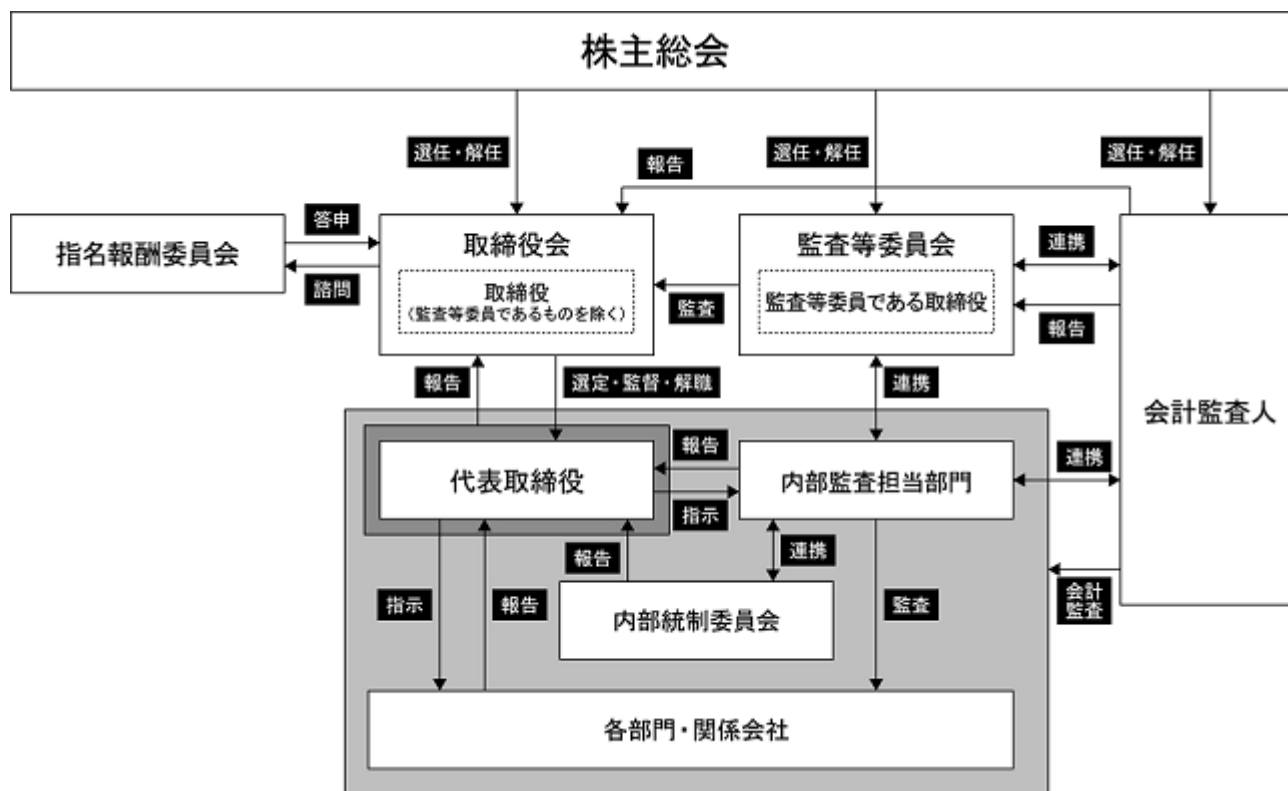 株主総会
選任・解任
選任・解任
選任・解任
報告
答申
指名報酬委員会
諮問
取締役会
取締役
(監査等委員であるものを除く)
監査
監査等委員会
監査等委員である取締役
連携
報告
会計監査人
報告
選定・監督・解職
連携
代表取締役
報告
指示
内部監査担当部門
連携
報告
連携
会計
監査
指示
報告
内部統制委員会
監査
各部門・関係会社